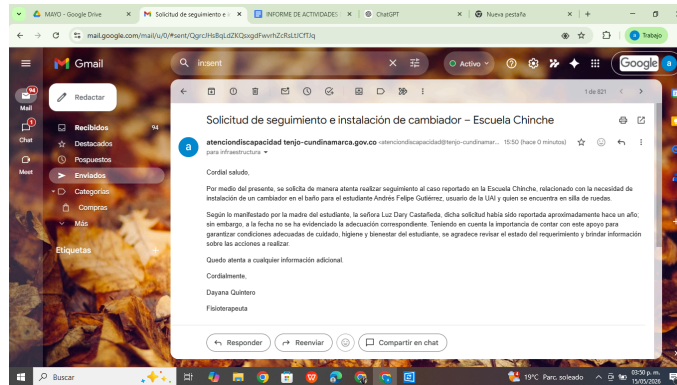 MAYO - Google Drive
Solicitud de seguimiento e i
INFORME DE ACTIVIDADES
ChatGPT
Nueva pestaña
mail.google.com/mail/u/0/#sent/QgrcJHsBqLdZKQsxgdFwvrhZcRsLtJCfTJq
Trabajo
Gmail
in:sent
Activo
Google
a
94
Mail
Chat
Meet
Redactar
Recibidos 94
Destacados
Pospuestos
Enviados
Categorías
Compras
Más
Etiquetas
1 de 821
Solicitud de seguimiento e instalación de cambiador – Escuela Chinche
a
atenciondiscapacidad tenjo-cundinamarca.gov.co <atenciondiscapacidad@tenjo-cundinamar... 15:50 (hace 0 minutos)
para infraestructura
Cordial saludo,
Por medio del presente, se solicita de manera atenta realizar seguimiento al caso reportado en la Escuela Chinche, relacionado con la necesidad de
instalación de un cambiador en el baño para el estudiante Andrés Felipe Gutiérrez, usuario de la UAI y quien se encuentra en silla de ruedas.
Según lo manifestado por la madre del estudiante, la señora Luz Dary Castañeda, dicha solicitud había sido reportada aproximadamente hace un año;
sin embargo, a la fecha no se ha evidenciado la adecuación correspondiente. Teniendo en cuenta la importancia de contar con este apoyo para
garantizar condiciones adecuadas de cuidado, higiene y bienestar del estudiante, se agradece revisar el estado del requerimiento y brindar información
sobre las acciones a realizar.
Quedo atenta a cualquier información adicional.
Cordialmente,
Dayana Quintero
Fisioterapeuta
Responder
Reenviar
Compartir en chat
Buscar
19°C Parc. soleado
03:50 p. m.
15/05/2026